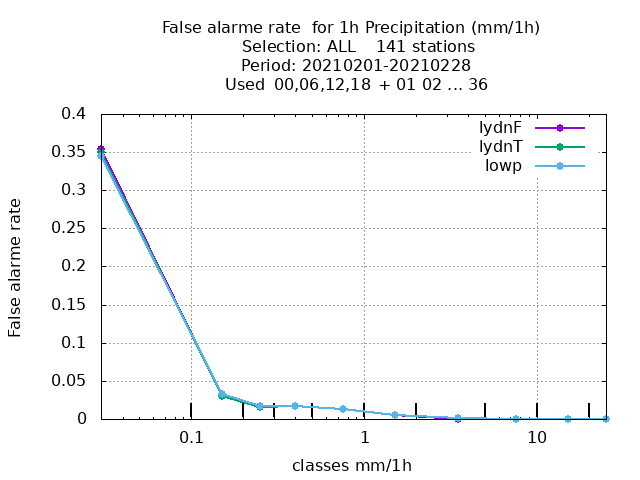 False alarme rate  for 1h Precipitation (mm/1h)
Selection: ALL    141 stations
Period: 20210201-20210228
Used  00,06,12,18  + 01 02 ... 36
0.4
0.35
0.3
0.25
0.2
0.15
0.1
0.05
0
False alarme rate
lydnF
lydnT
lowp
0.1
1
10
classes mm/1h